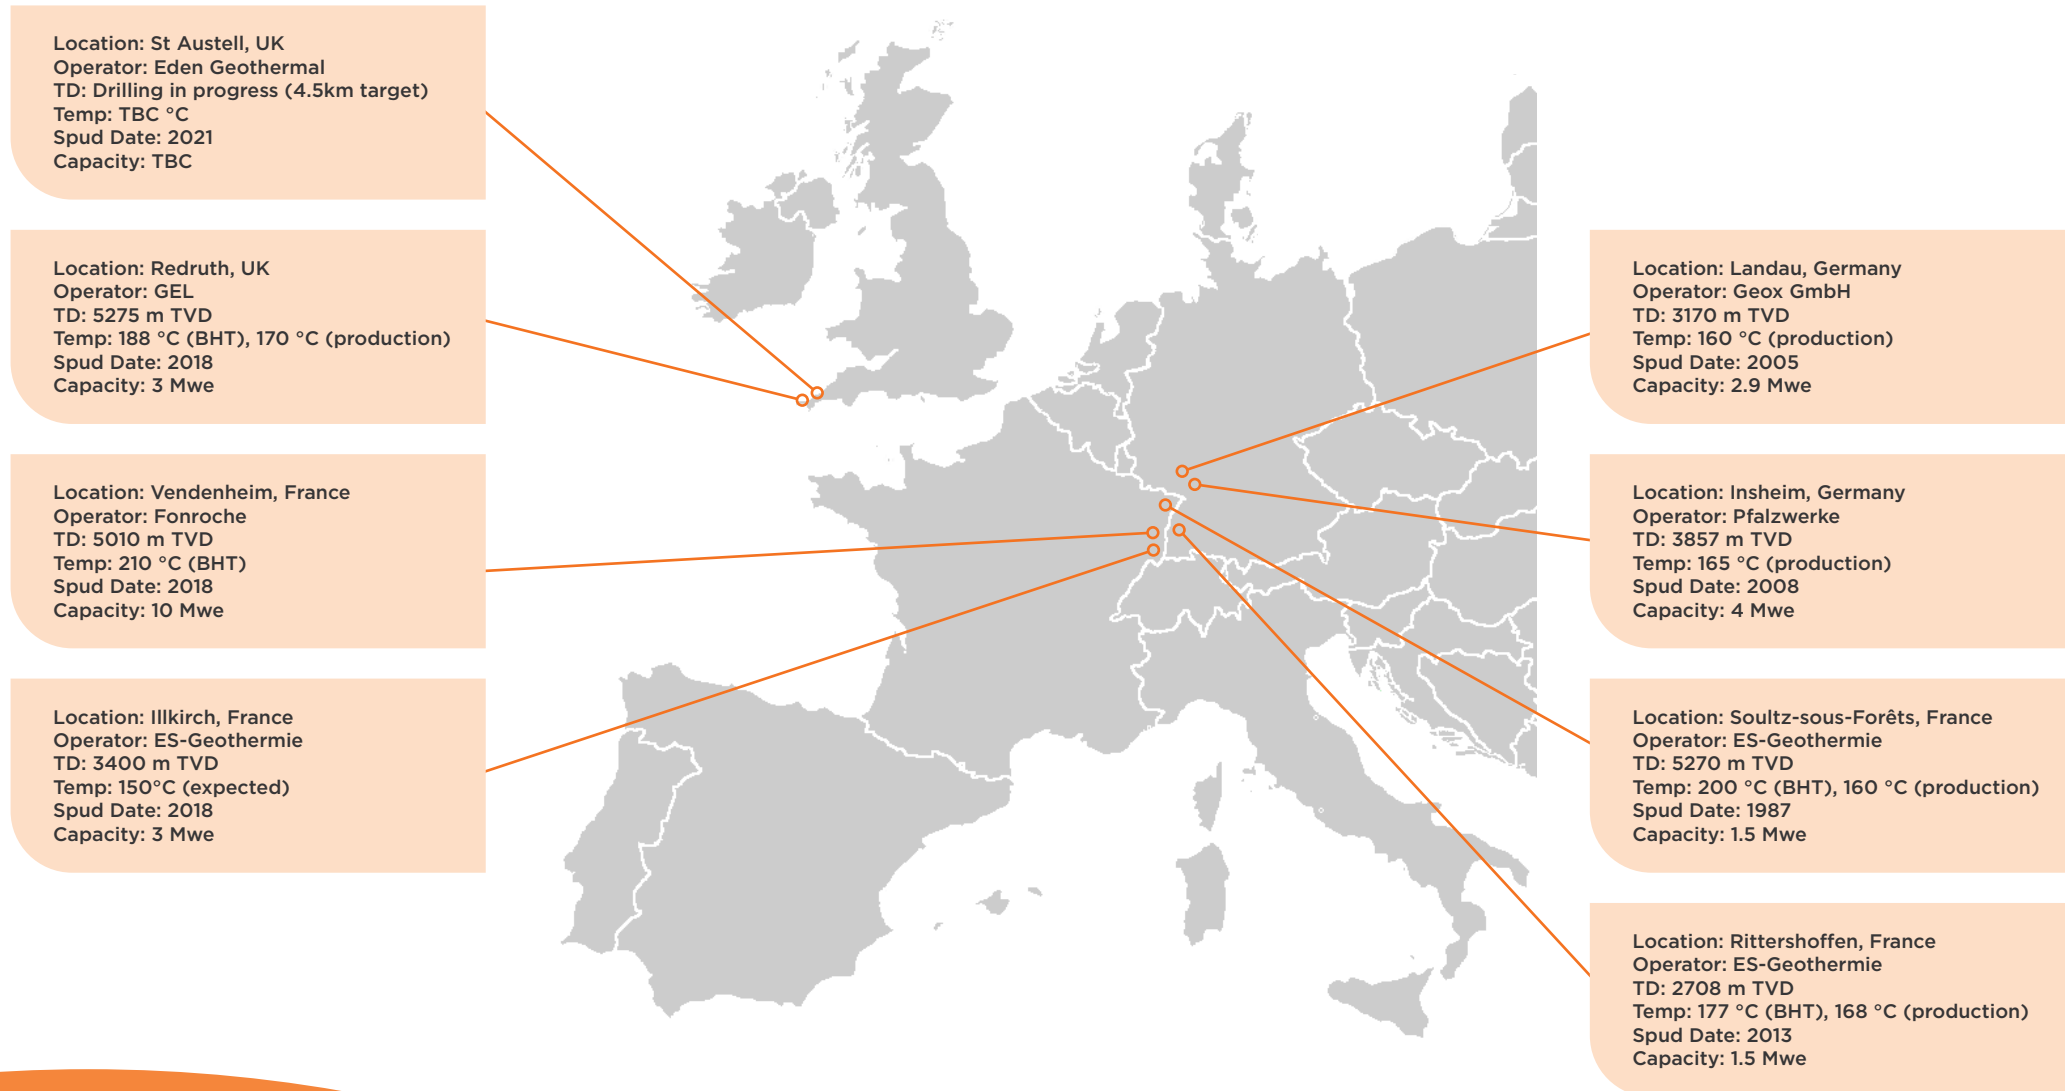 Location: St Austell, UK
Operator: Eden Geothermal
TD: Drilling in progress (4.5km target)
Temp: TBC °C
Spud Date: 2021
Capacity: TBC
Location: Redruth, UK
Operator: GEL
TD: 5275 m TVD
Temp: 188 °C (BHT), 170 °C (production)
Spud Date: 2018
Capacity: 3 Mwe
Location: Vendenheim, France
Operator: Fonroche
TD: 5010 m TVD
Temp: 210 °C (BHT)
Spud Date: 2018
Capacity: 10 Mwe
Location: Illkirch, France
Operator: ES-Geothermie
TD: 3400 m TVD
Temp: 150°C (expected)
Spud Date: 2018
Capacity: 3 Mwe
Location: Landau, Germany
Operator: Geox GmbH
TD: 3170 m TVD
Temp: 160 °C (production)
Spud Date: 2005
Capacity: 2.9 Mwe
Location: Insheim, Germany
Operator: Pfalzwerke
TD: 3857 m TVD
Temp: 165 °C (production)
Spud Date: 2008
Capacity: 4 Mwe
Location: Soultz-sous-Forêts, France
Operator: ES-Geothermie
TD: 5270 m TVD
Temp: 200 °C (BHT), 160 °C (production)
Spud Date: 1987
Capacity: 1.5 Mwe
Location: Rittershoffen, France
Operator: ES-Geothermie
TD: 2708 m TVD
Temp: 177 °C (BHT), 168 °C (production)
Spud Date: 2013
Capacity: 1.5 Mwe